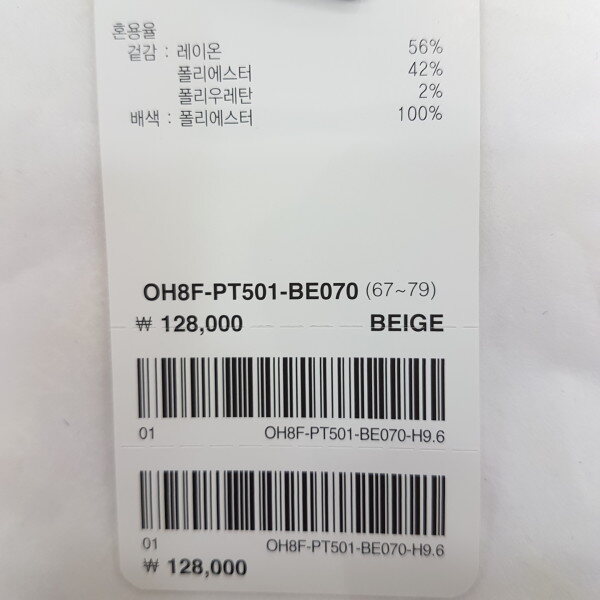 혼용율
겉감 : 레이온 56%
폴리에스터 42%
폴리우레탄 2%
배색 : 폴리에스터 100%
OH8F-PT501-BE070 (67~79)
₩ 128,000 BEIGE
01 OH8F-PT501-BE070-H9.6
01 OH8F-PT501-BE070-H9.6
₩ 128,000